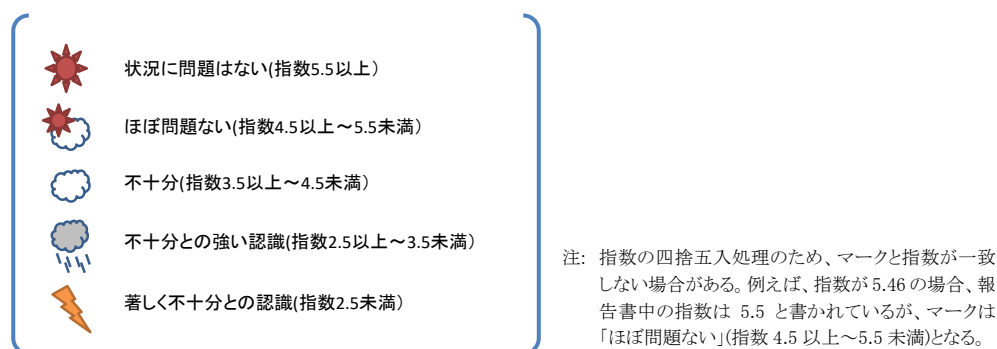 状況に問題はない(指数5.5以上)
ほぼ問題ない(指数4.5以上～5.5未満)
不十分(指数3.5以上～4.5未満)
不十分との強い認識(指数2.5以上～3.5未満)
著しく不十分との認識(指数2.5未満)
注: 指数の四捨五入処理のため、マークと指数が一致
しない場合がある。例えば、指数が 5.46 の場合、報
告書中の指数は 5.5 と書かれているが、マークは
「ほぼ問題ない」(指数 4.5 以上～5.5 未満)となる。